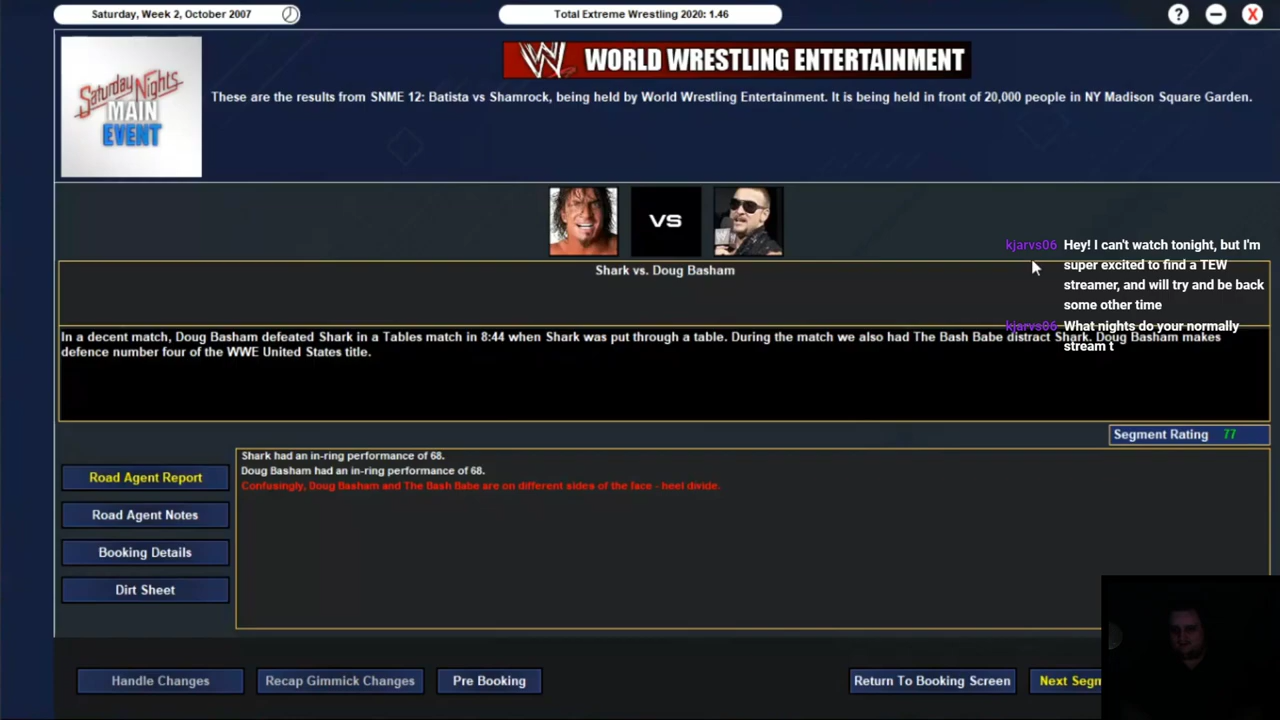 Saturday, Week 2, October 2007
Total Extreme Wrestling 2020: 1.46
?
X
Saturday Night's
MAIN
EVENT
W WORLD WRESTLING ENTERTAINMENT
These are the results from SNME 12: Batista vs Shamrock, being held by World Wrestling Entertainment. It is being held in front of 20,000 people in NY Madison Square Garden.
VS
kjarvs06 Hey! I can't watch tonight, but I'm
super excited to find a TEW
streamer, and will try and be back
some other time
kjarvs06 What nights do your normally
stream t
Shark vs. Doug Basham
In a decent match, Doug Basham defeated Shark in a Tables match in 8:44 when Shark was put through a table. During the match we also had The Bash Babe distract Shark. Doug Basham makes
defence number four of the WWE United States title.
Segment Rating 77
Road Agent Report
Road Agent Notes
Booking Details
Dirt Sheet
Shark had an in-ring performance of 68.
Doug Basham had an in-ring performance of 68.
Confusingly, Doug Basham and The Bash Babe are on different sides of the face - heel divide.
Handle Changes
Recap Gimmick Changes
Pre Booking
Return To Booking Screen
Next Segm